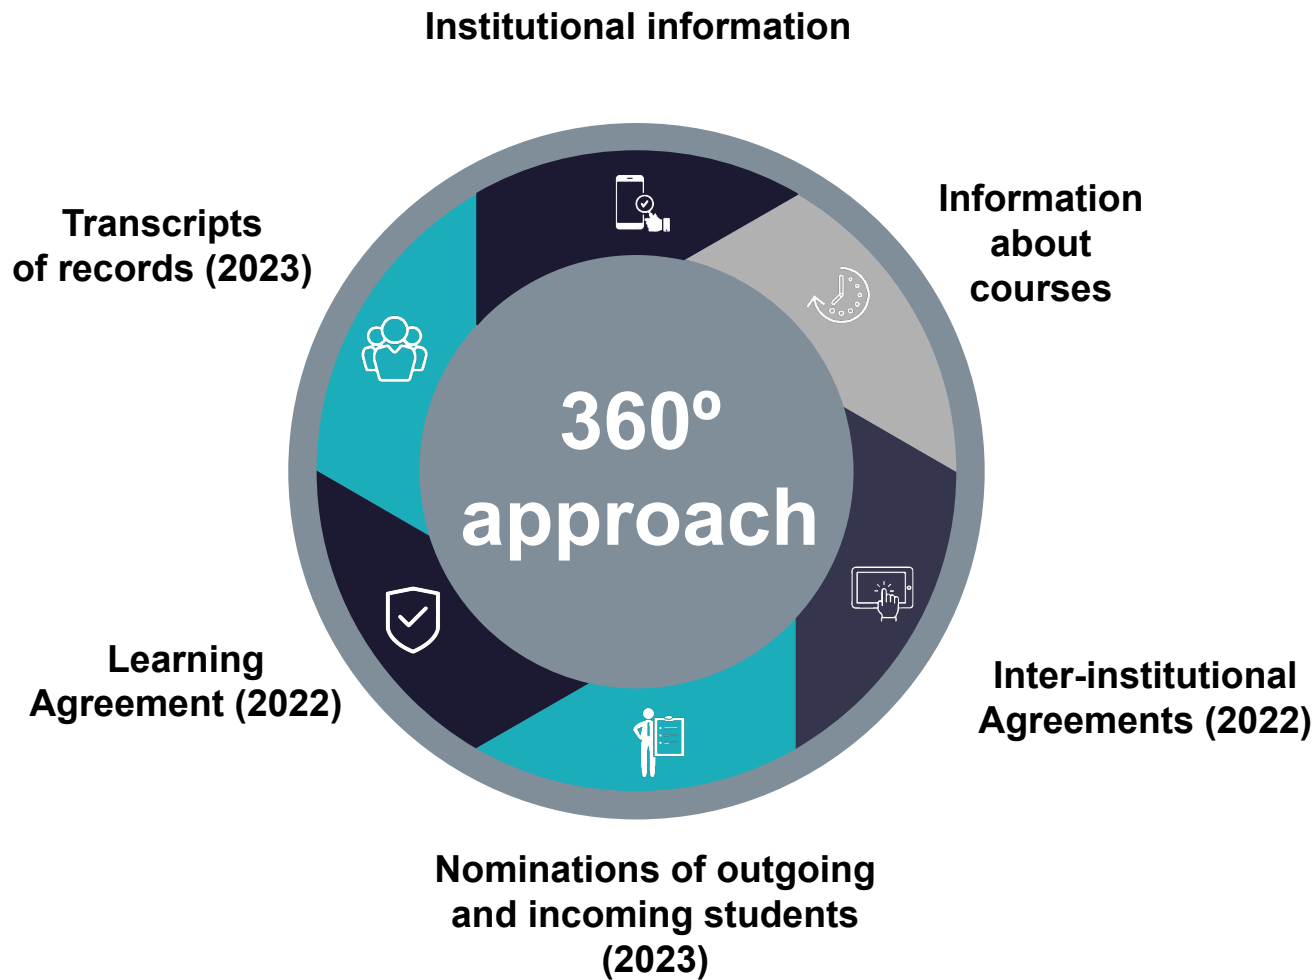 Institutional information
Information
about
courses
Inter-institutional
Agreements (2022)
Nominations of outgoing
and incoming students
(2023)
Learning
Agreement (2022)
Transcripts
of records (2023)
360º
approach